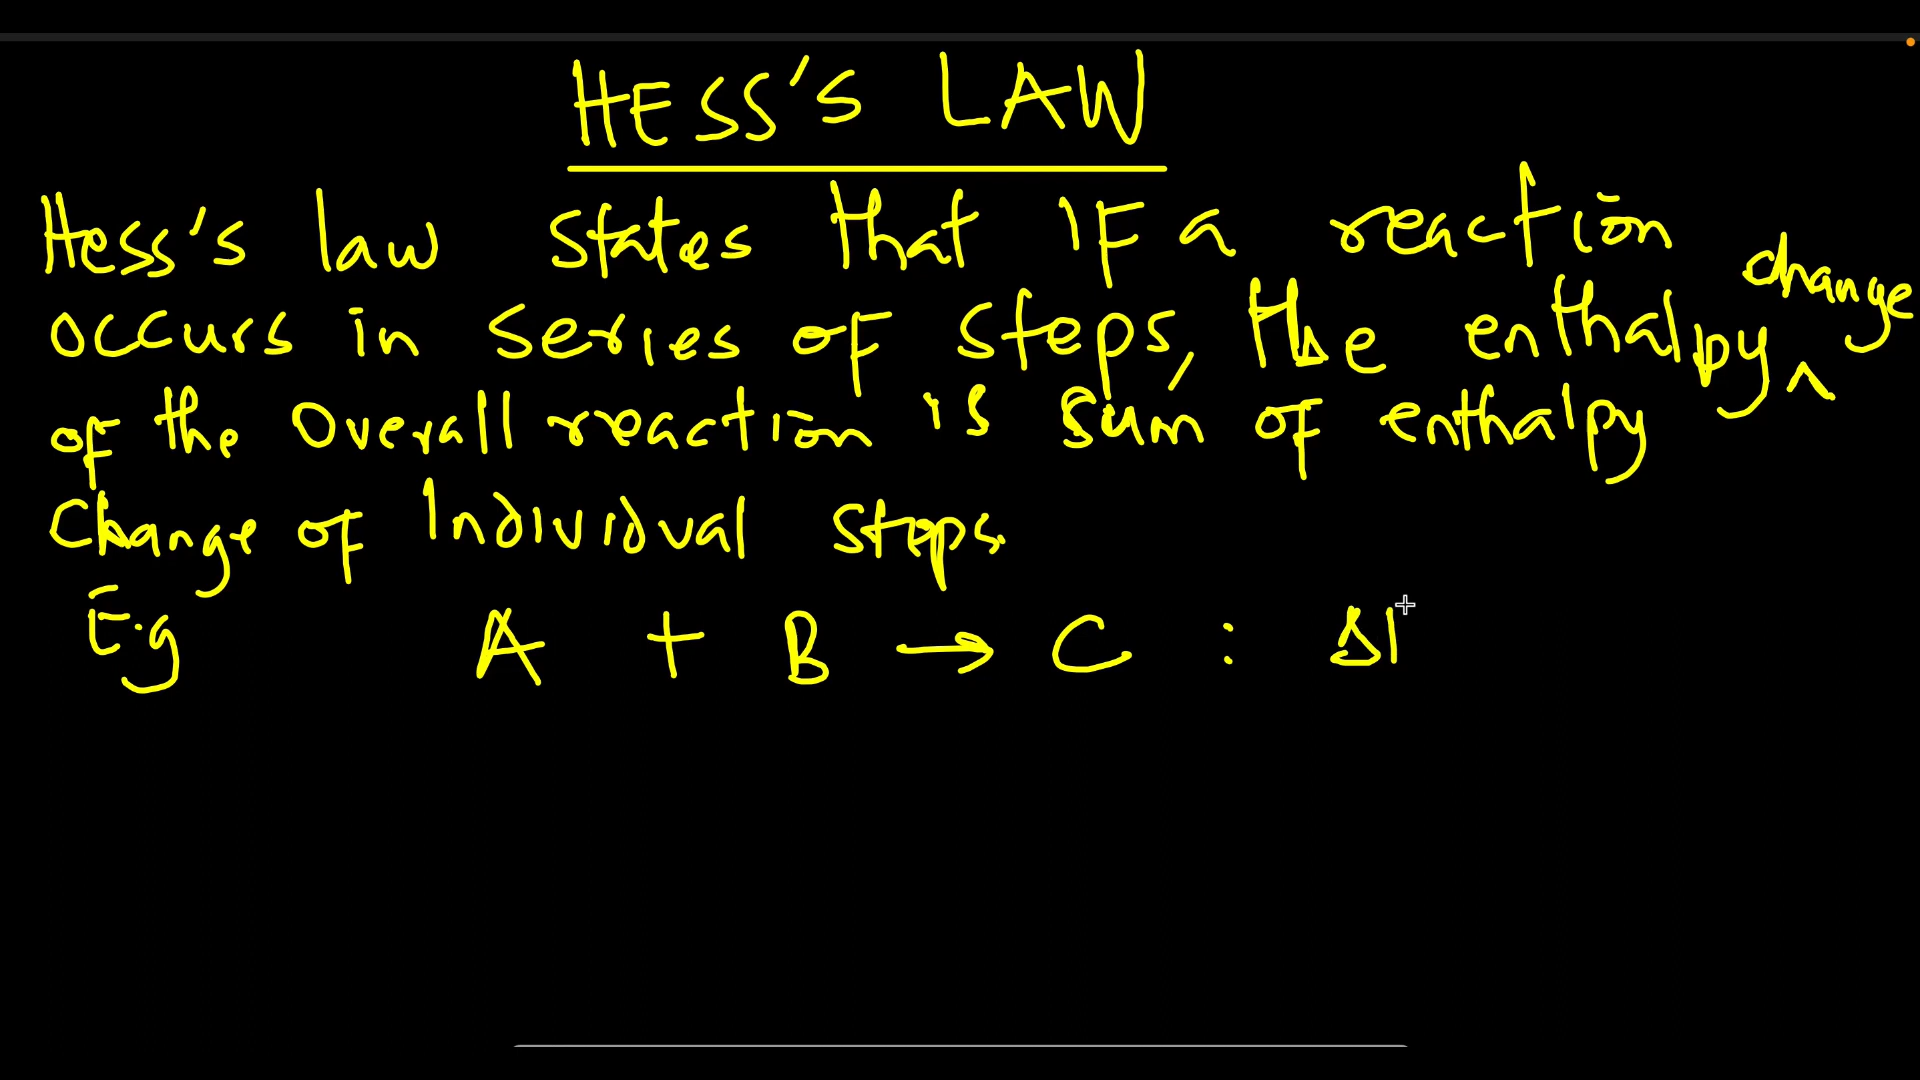 HESS'S LAW
Hess's law states that IF a reaction
occurs in series of steps, the enthalpy ^ change
of the Overall reaction is sum of enthalpy
Change of Individual steps.
E.g A + B → C : ΔI